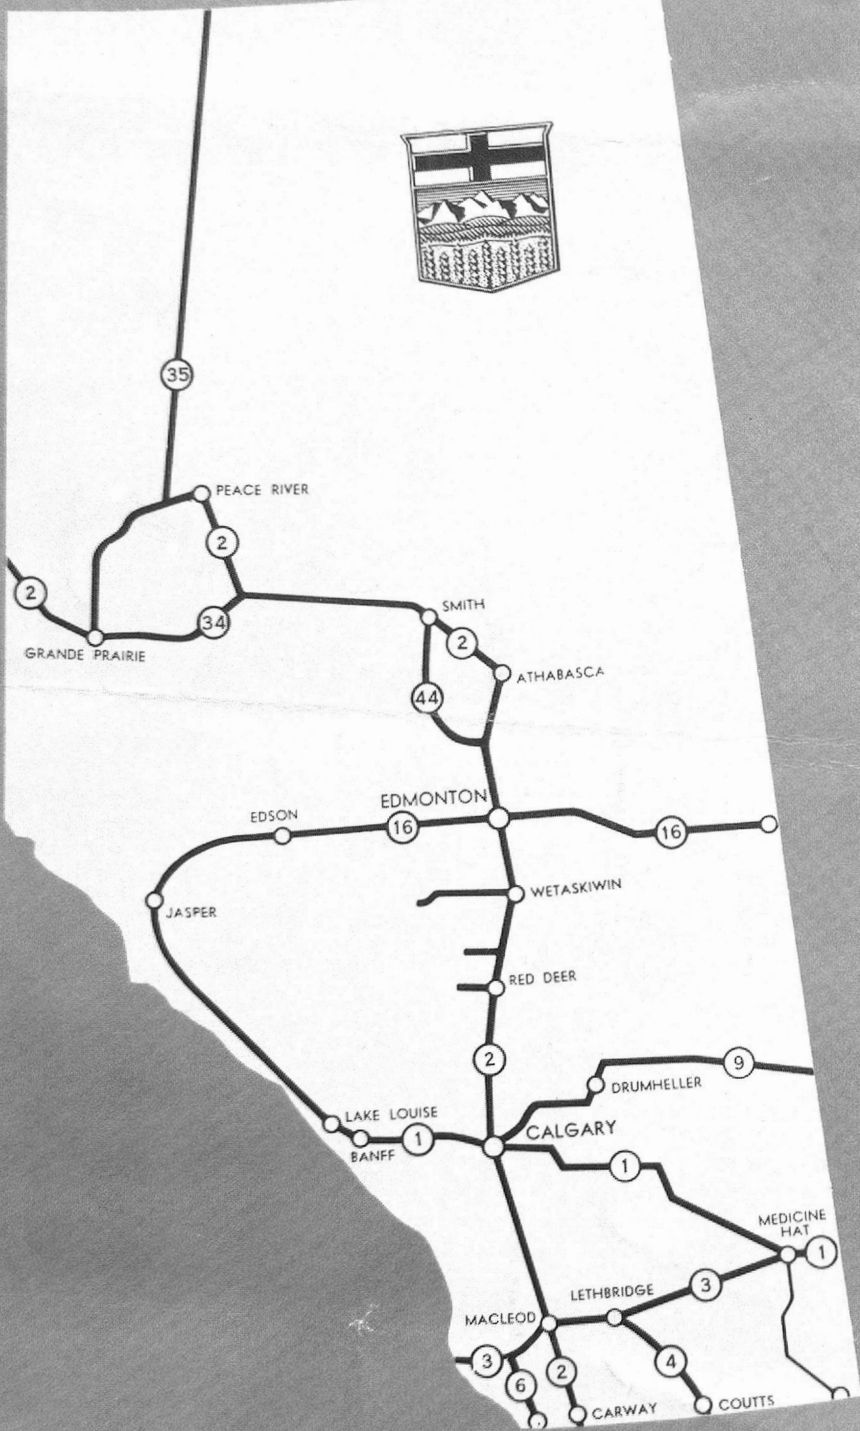 35
PEACE RIVER
2
2
34
SMITH
2
GRANDE PRAIRIE
ATHABASCA
44
EDMONTON
EDSON
16
16
WETASKIWIN
JASPER
RED DEER
2
9
DRUMHELLER
LAKE LOUISE
CALGARY
1
BANFF
1
MEDICINE
HAT
1
3
LETHBRIDGE
MACLEOD
3
2
4
6
CARWAY
COUTTS